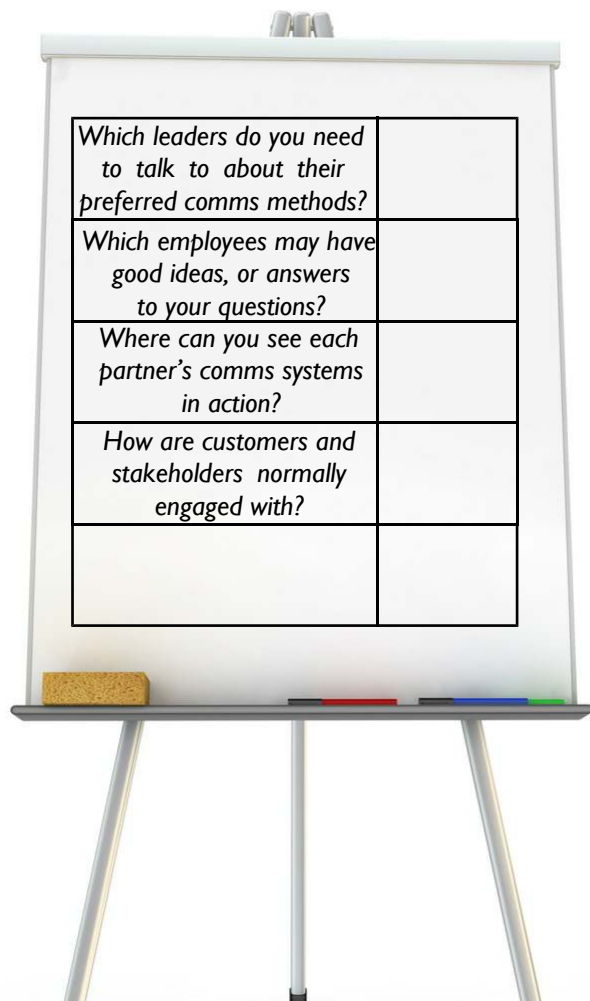 Which leaders do you need
to talk to about their
preferred comms methods?
Which employees may have
good ideas, or answers
to your questions?
Where can you see each
partner’s comms systems
in action?
How are customers and
stakeholders normally
engaged with?